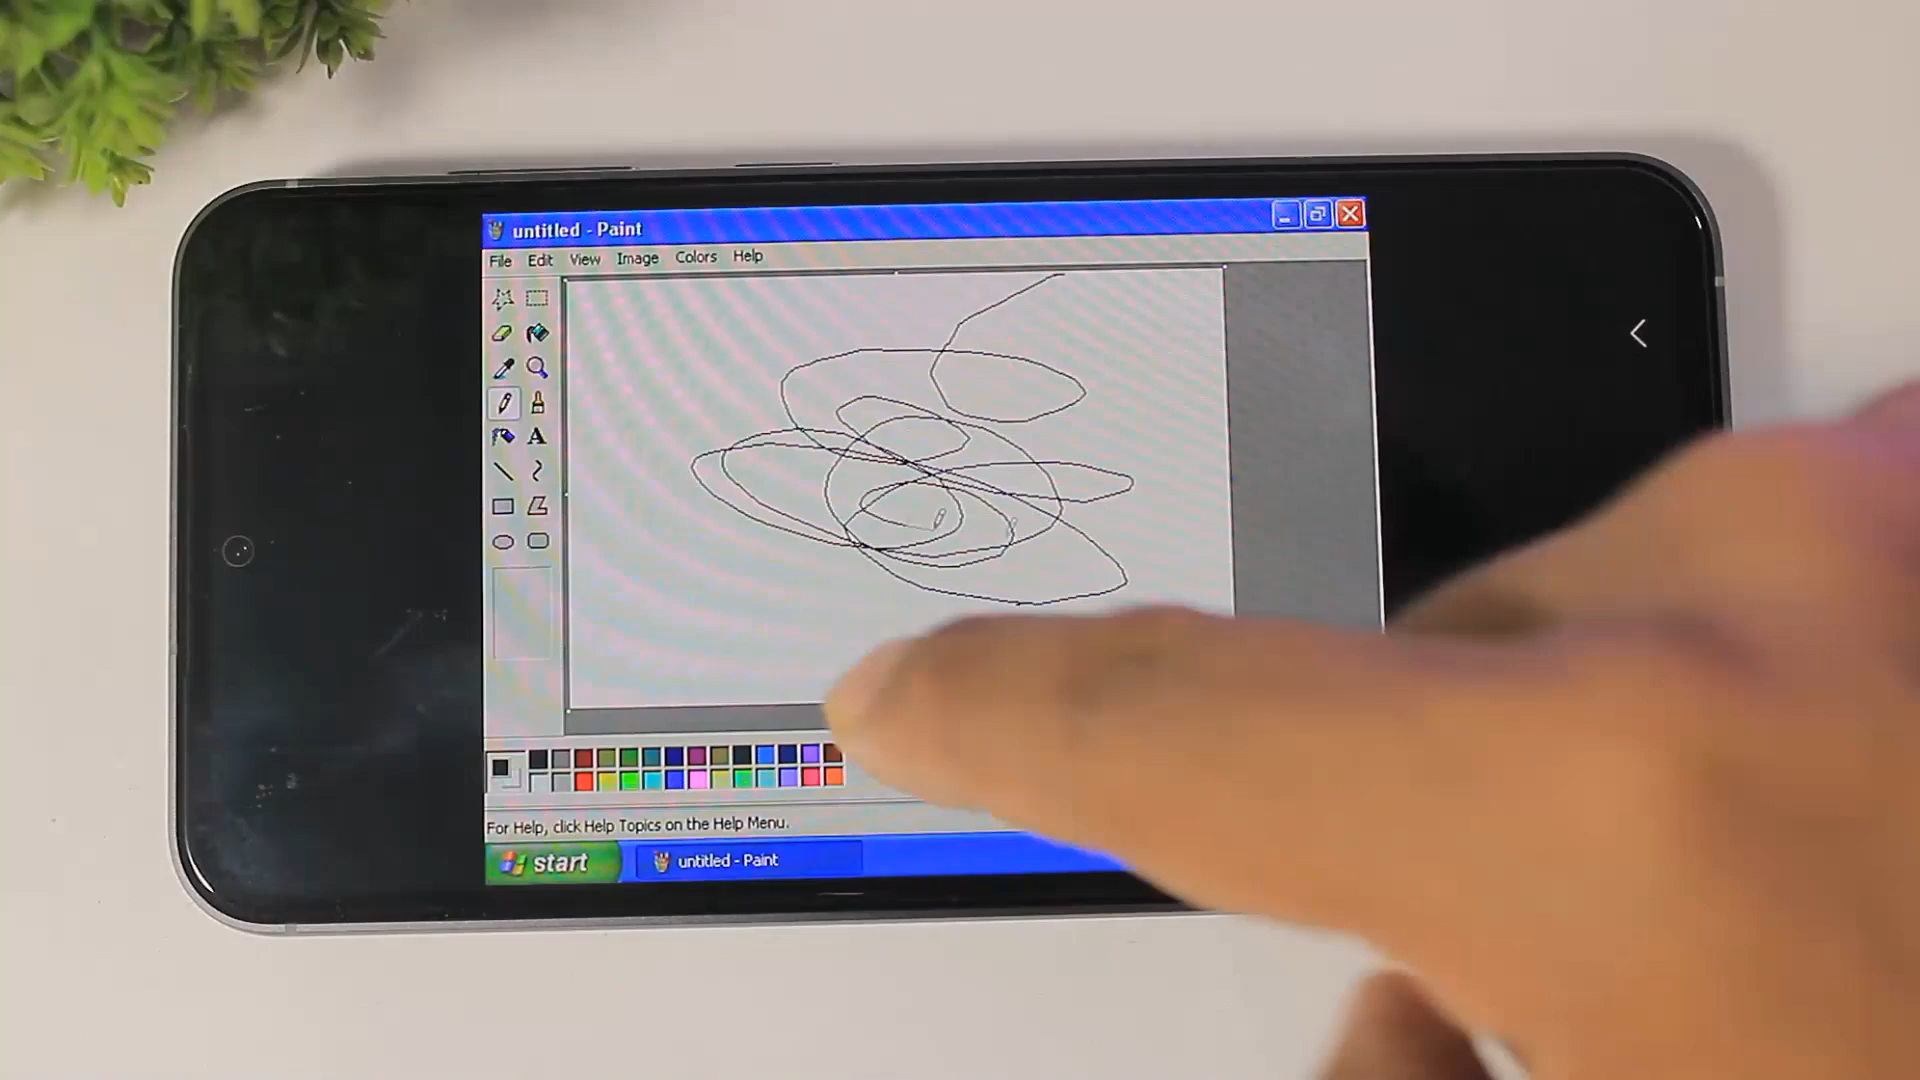 untitled - Paint
File Edit View Image Colors Help
A
For Help, click Help Topics on the Help Menu.
start
untitled - Paint